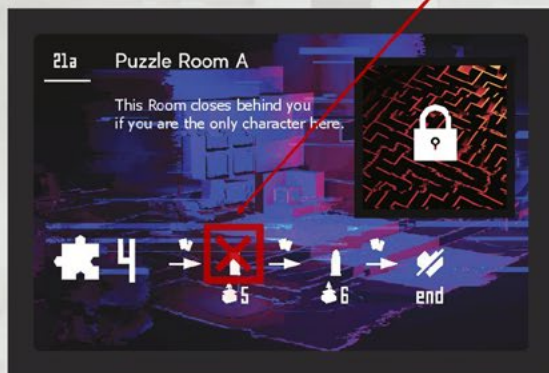 21a Puzzle Room A
This Room closes behind you
if you are the only character here.
4
5 6 end